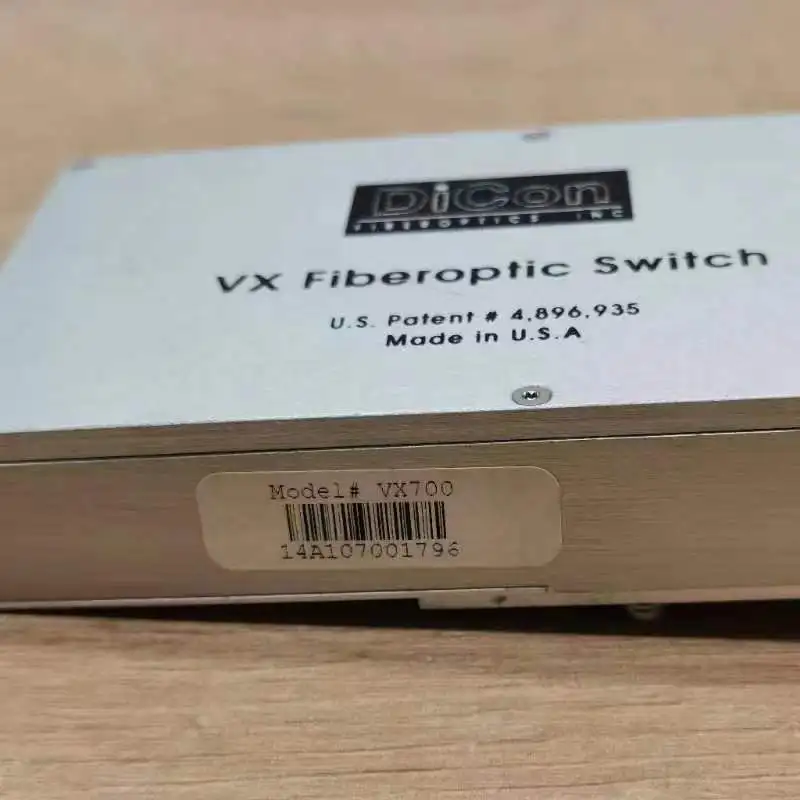 DiCon
FIBEROPTICS INC
VX Fiberoptic Switch
U.S. Patent # 4,896,935
Made in U.S.A
Model# VX700
14A107001796